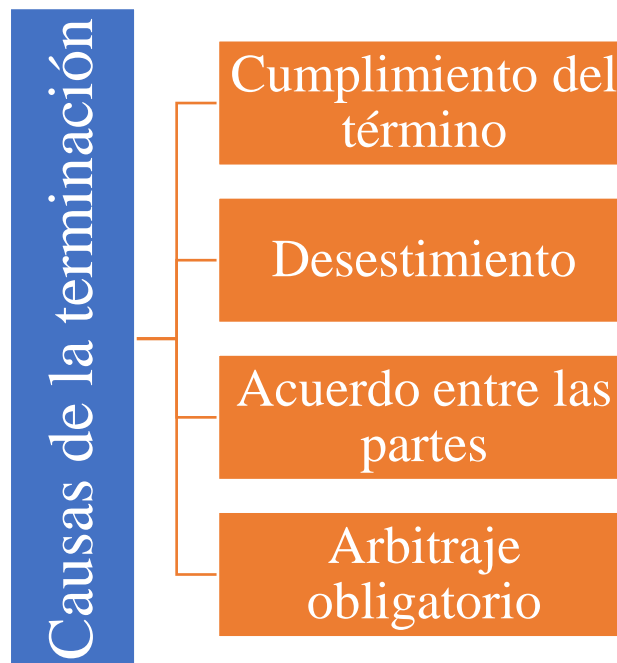 Causas de la terminación
Cumplimiento del
término
Desestimiento
Acuerdo entre las
partes
Arbitraje
obligatorio